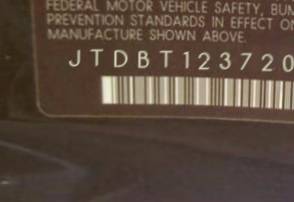 FEDERAL MOTOR VEHICLE SAFETY, BUM
PREVENTION STANDARDS IN EFFECT ON
MANUFACTURE SHOWN ABOVE.
JTDBT123720